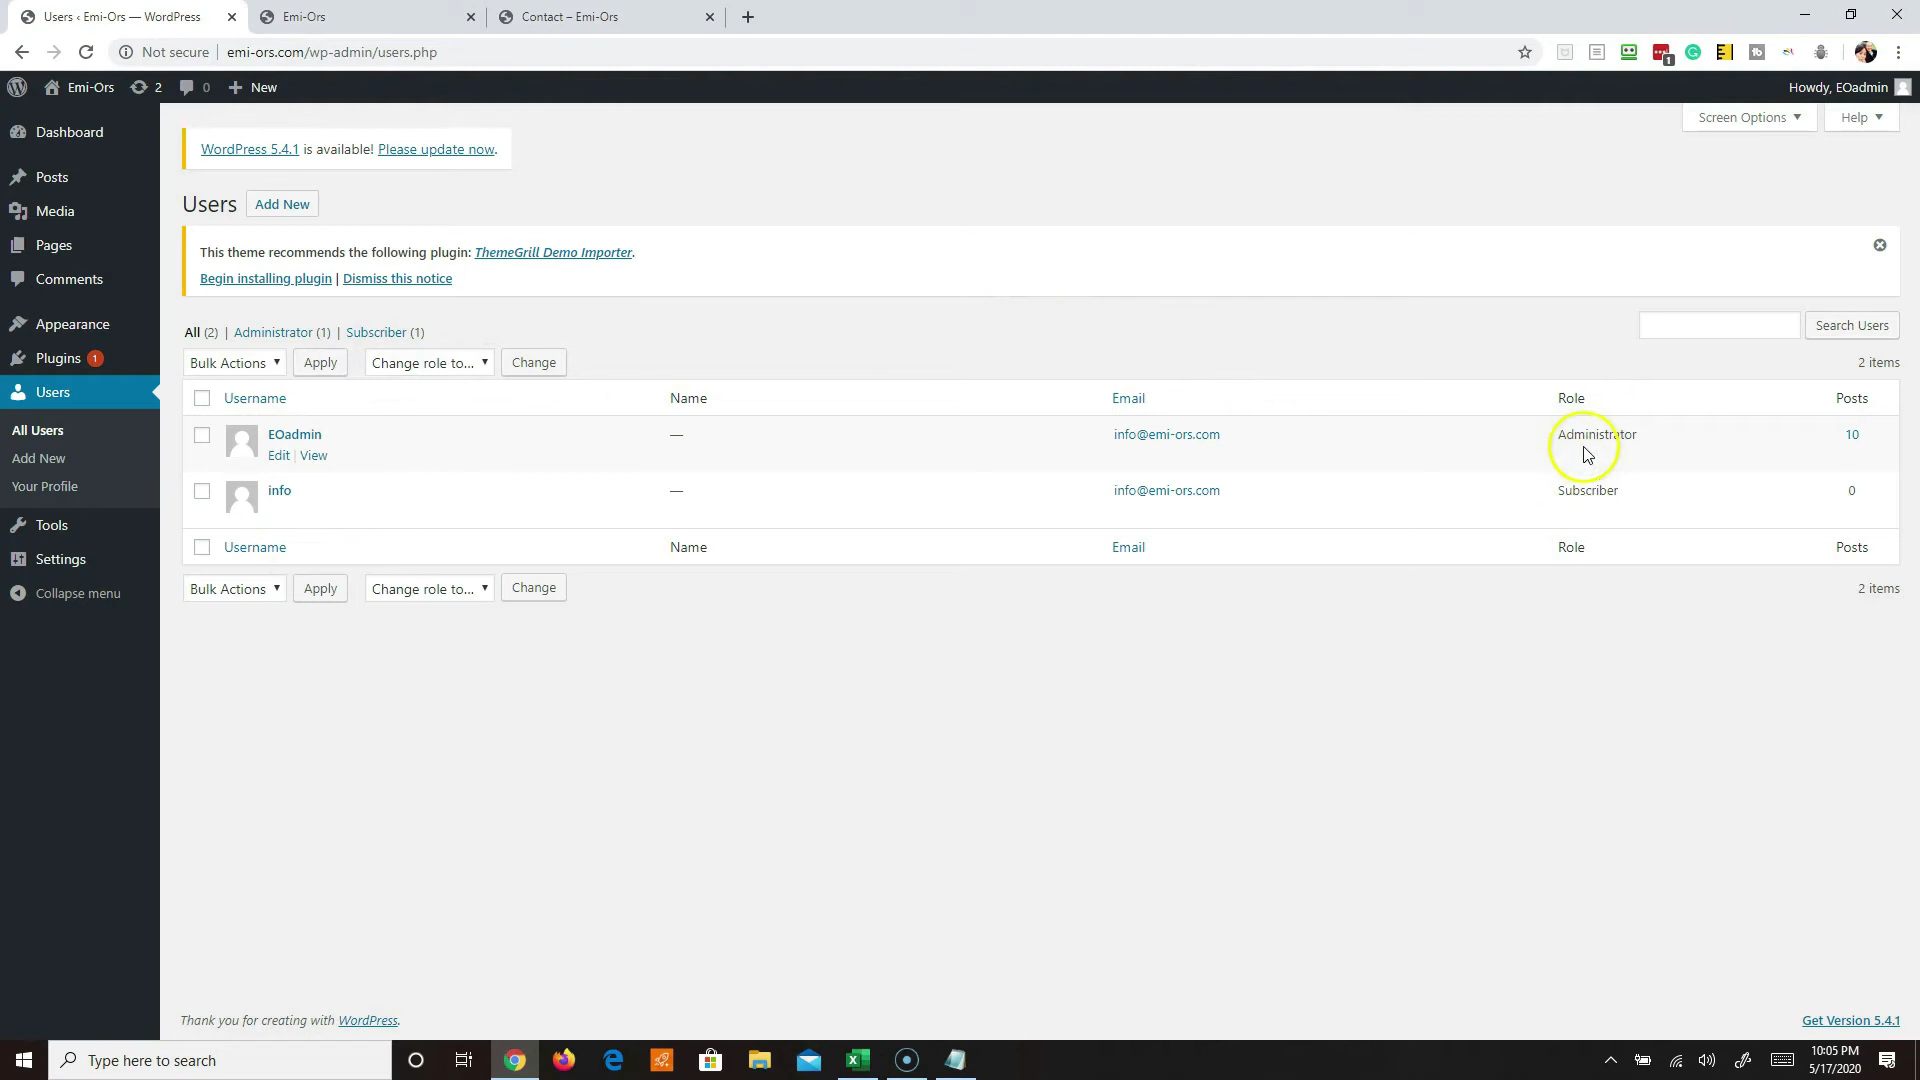 Users ‹ Emi-Ors — WordPress
Emi-Ors
Contact – Emi-Ors
Not secure
emi-ors.com/wp-admin/users.php
1
Emi-Ors
2
0
New
Howdy, EOadmin
Screen Options
Help
Dashboard
Posts
Media
Pages
Comments
Appearance
Plugins 1
Users
All Users
Add New
Your Profile
Tools
Settings
Collapse menu
WordPress 5.4.1 is available! Please update now.
Users Add New
This theme recommends the following plugin: ThemeGrill Demo Importer.
Begin installing plugin | Dismiss this notice
All (2) | Administrator (1) | Subscriber (1)
Search Users
Bulk Actions Apply Change role to... Change 2 items
Username Name Email Role Posts
EOadmin — info@emi-ors.com Administrator 10
Edit | View
info — info@emi-ors.com Subscriber 0
Username Name Email Role Posts
Bulk Actions Apply Change role to... Change 2 items
Thank you for creating with WordPress.
Get Version 5.4.1
Type here to search
10:05 PM
5/17/2020